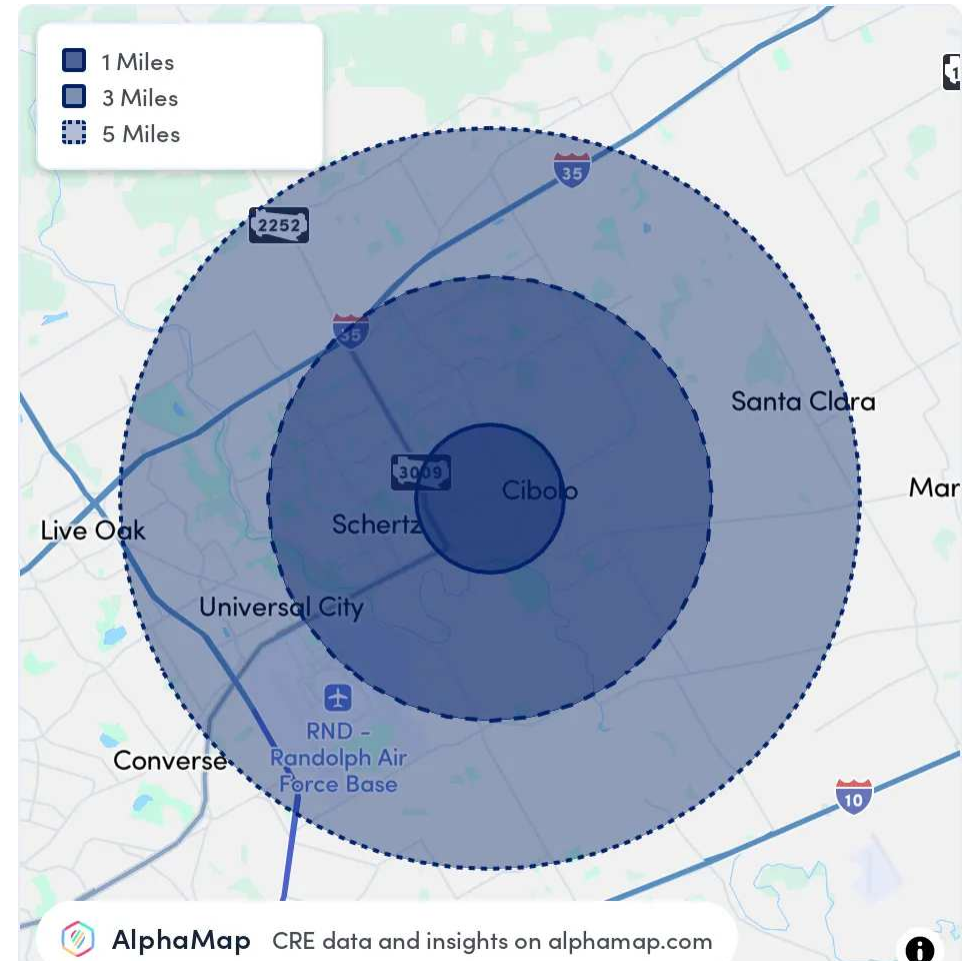 1 Miles
3 Miles
5 Miles
1
35
2252
35
Santa Clara
3009
Cibolo
Mar
Schertz
Live Oak
Universal City
RND -
Randolph Air
Force Base
Converse
10
AlphaMap CRE data and insights on alphamap.com
i